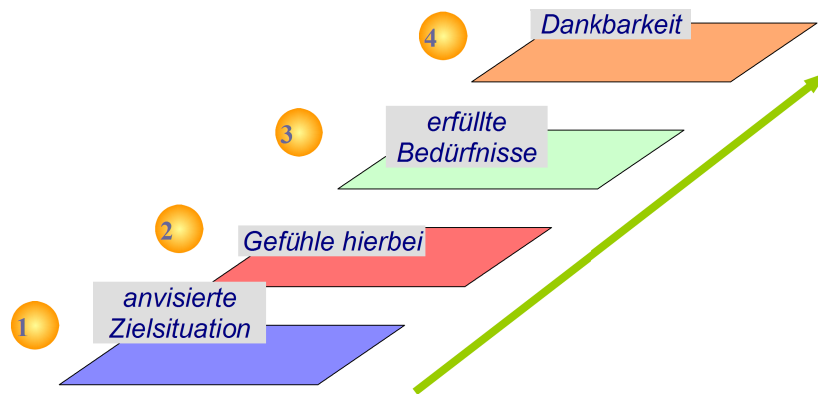 4
Dankbarkeit
3
erfüllte
Bedürfnisse
2
Gefühle hierbei
1
anvisierte
Zielsituation